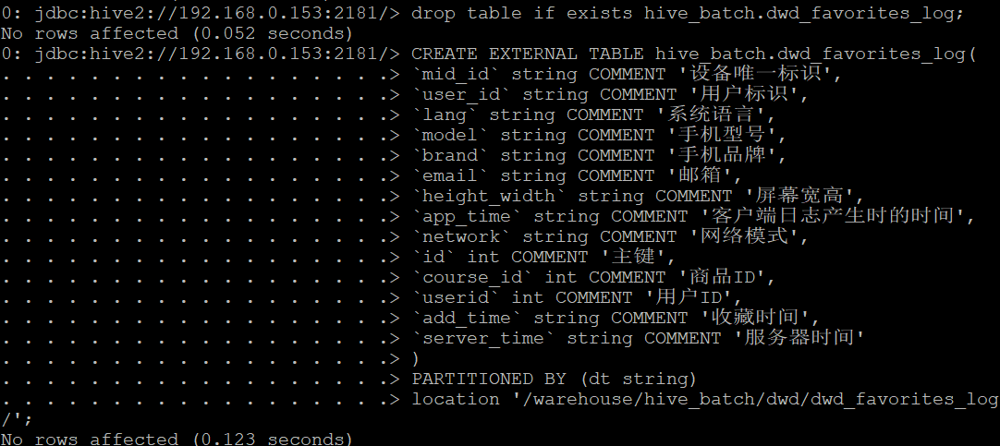 0: jdbc:hive2://192.168.0.153:2181/> drop table if exists hive_batch.dwd_favorites_log;
No rows affected (0.052 seconds)
0: jdbc:hive2://192.168.0.153:2181/> CREATE EXTERNAL TABLE hive_batch.dwd_favorites_log(
. . . . . . . . . . . . . . . . . .> `mid_id` string COMMENT '设备唯一标识',
. . . . . . . . . . . . . . . . . .> `user_id` string COMMENT '用户标识',
. . . . . . . . . . . . . . . . . .> `lang` string COMMENT '系统语言',
. . . . . . . . . . . . . . . . . .> `model` string COMMENT '手机型号',
. . . . . . . . . . . . . . . . . .> `brand` string COMMENT '手机品牌',
. . . . . . . . . . . . . . . . . .> `email` string COMMENT '邮箱',
. . . . . . . . . . . . . . . . . .> `height_width` string COMMENT '屏幕宽高',
. . . . . . . . . . . . . . . . . .> `app_time` string COMMENT '客户端日志产生时的时间',
. . . . . . . . . . . . . . . . . .> `network` string COMMENT '网络模式',
. . . . . . . . . . . . . . . . . .> `id` int COMMENT '主键',
. . . . . . . . . . . . . . . . . .> `course_id` int COMMENT '商品ID',
. . . . . . . . . . . . . . . . . .> `userid` int COMMENT '用户ID',
. . . . . . . . . . . . . . . . . .> `add_time` string COMMENT '收藏时间',
. . . . . . . . . . . . . . . . . .> `server_time` string COMMENT '服务器时间'
. . . . . . . . . . . . . . . . . .> )
. . . . . . . . . . . . . . . . . .> PARTITIONED BY (dt string)
. . . . . . . . . . . . . . . . . .> location '/warehouse/hive_batch/dwd/dwd_favorites_log
/';
No rows affected (0.123 seconds)